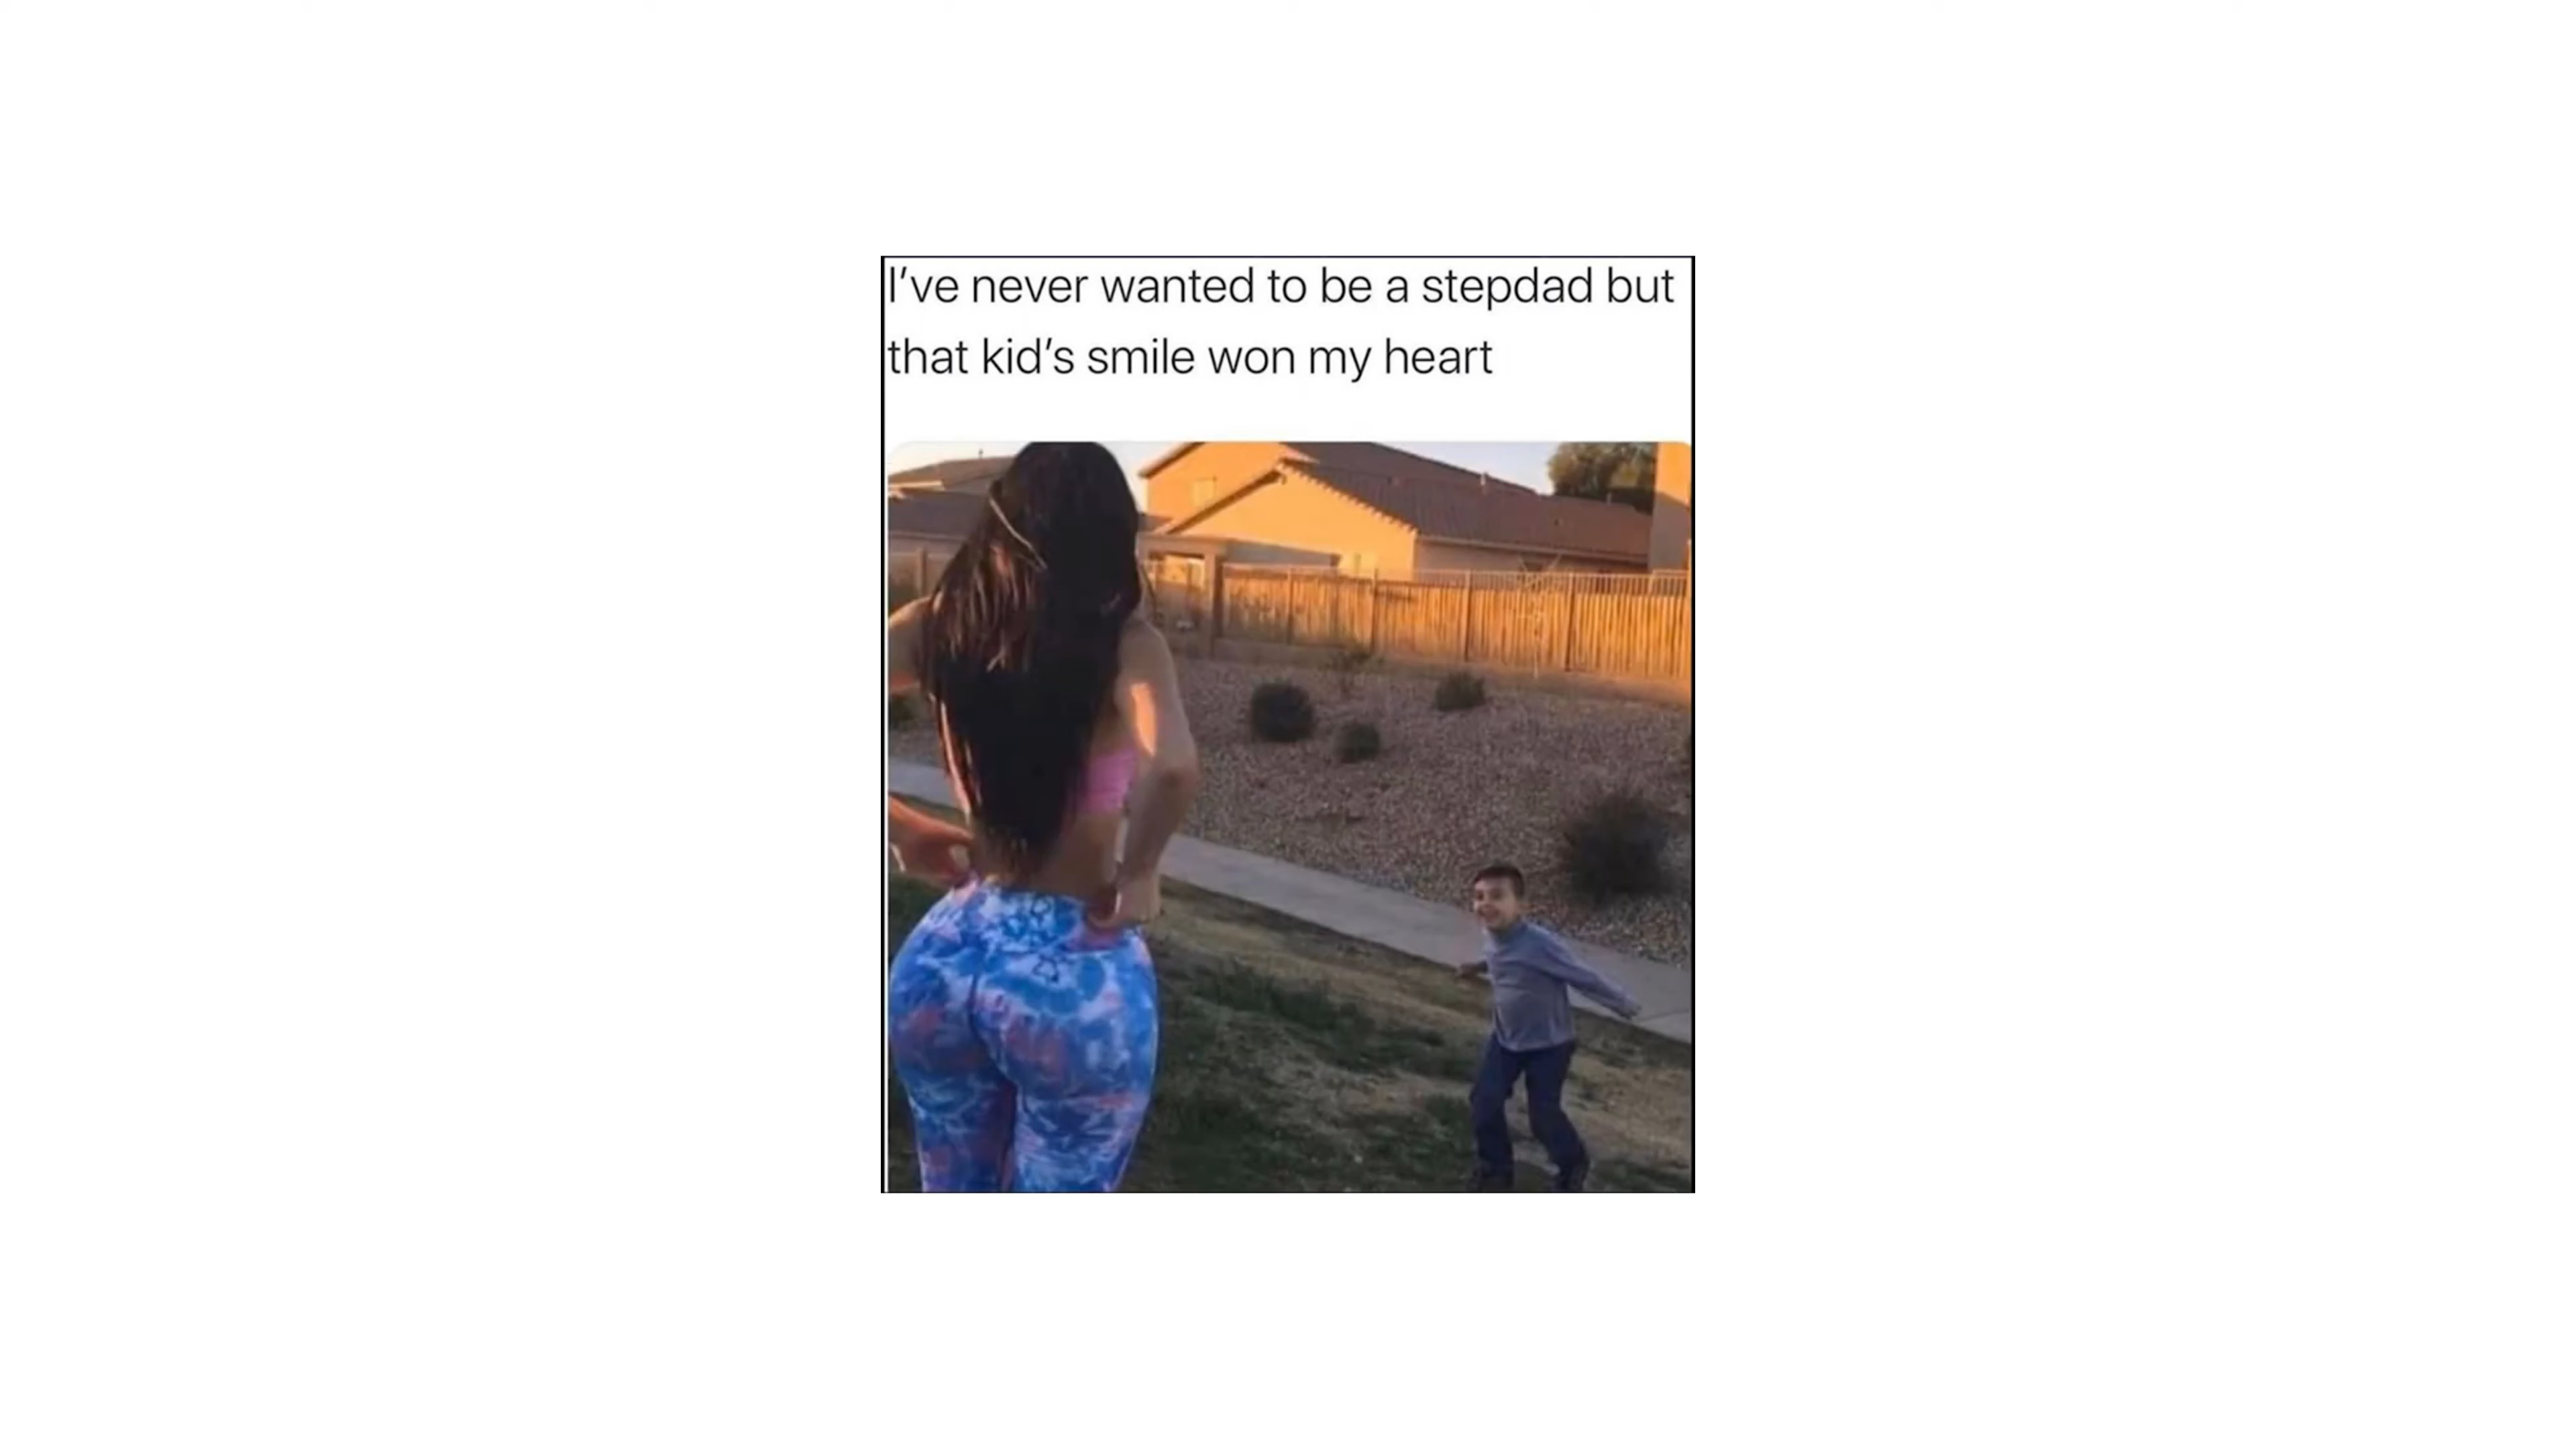 I’ve never wanted to be a stepdad but
that kid’s smile won my heart